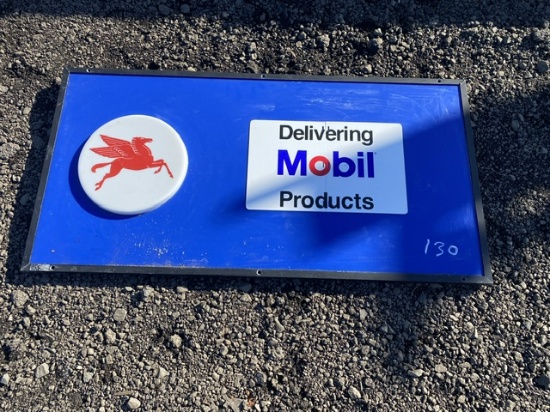 Delivering
Mobil
Products
130